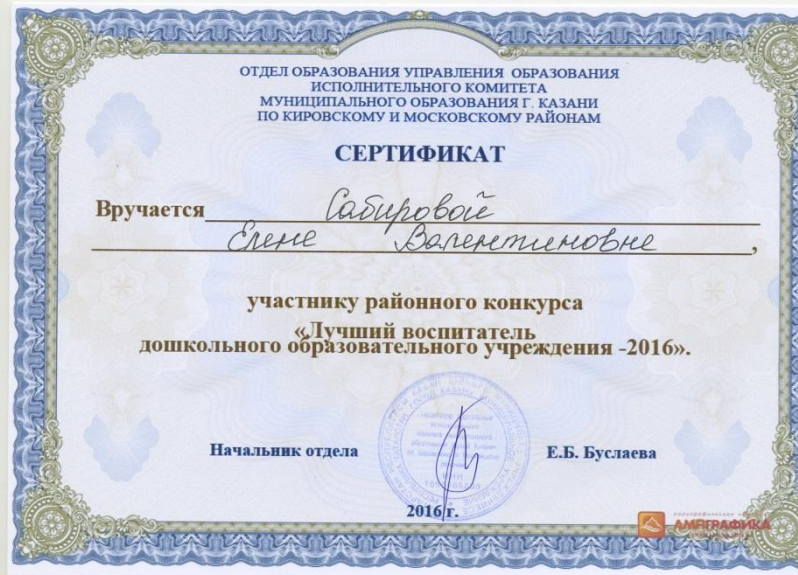 ОТДЕЛ ОБРАЗОВАНИЯ УПРАВЛЕНИЯ ОБРАЗОВАНИЯ
ИСПОЛНИТЕЛЬНОГО КОМИТЕТА
МУНИЦИПАЛЬНОГО ОБРАЗОВАНИЯ Г. КАЗАНИ
ПО КИРОВСКОМУ И МОСКОВСКОМУ РАЙОНАМ
СЕРТИФИКАТ
Вручается Сабировой
Елене Валентиновне,
участнику районного конкурса
«Лучший воспитатель
дошкольного образовательного учреждения -2016».
Начальник отдела Е.Б. Буслаева
2016 г.
АМПГРАФИКА